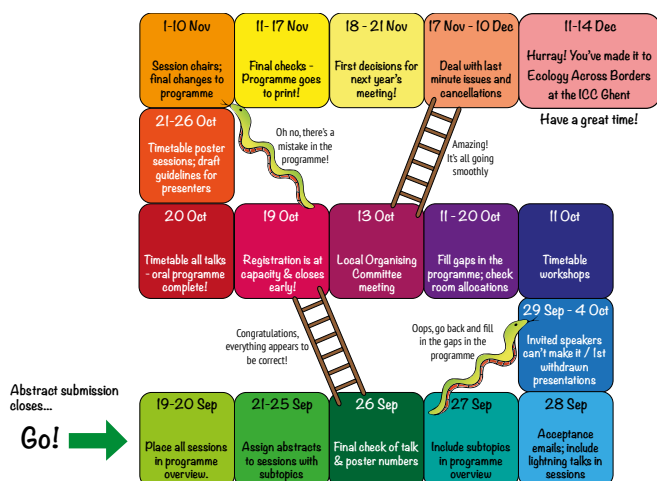 1-10 Nov
Session chairs;
final changes to
programme
11- 17 Nov
Final checks -
Programme goes
to print!
18 - 21 Nov
First decisions for
next year's
meeting!
17 Nov - 10 Dec
Deal with last
minute issues and
cancellations
11-14 Dec
Hurray! You've made it to
Ecology Across Borders
at the ICC Ghent
Have a great time!
21-26 Oct
Timetable poster
sessions; draft
guidelines for
presenters
Oh no, there's a
mistake in the
programme!
Amazing!
It's all going
smoothly
20 Oct
Timetable all talks
- oral programme
complete!
19 Oct
Registration is at
capacity & closes
early!
13 Oct
Local Organising
Committee
meeting
11 - 20 Oct
Fill gaps in the
programme; check
room allocations
11 Oct
Timetable
workshops
Congratulations,
everything appears to
be correct!
Oops, go back and fill
in the gaps in the
programme
29 Sep - 4 Oct
Invited speakers
can't make it / 1st
withdrawn
presentations
Abstract submission
closes...
Go!
19-20 Sep
Place all sessions
in programme
overview.
21-25 Sep
Assign abstracts
to sessions with
subtopics
26 Sep
Final check of talk
& poster numbers
27 Sep
Include subtopics
in programme
overview
28 Sep
Acceptance
emails; include
lightning talks in
sessions